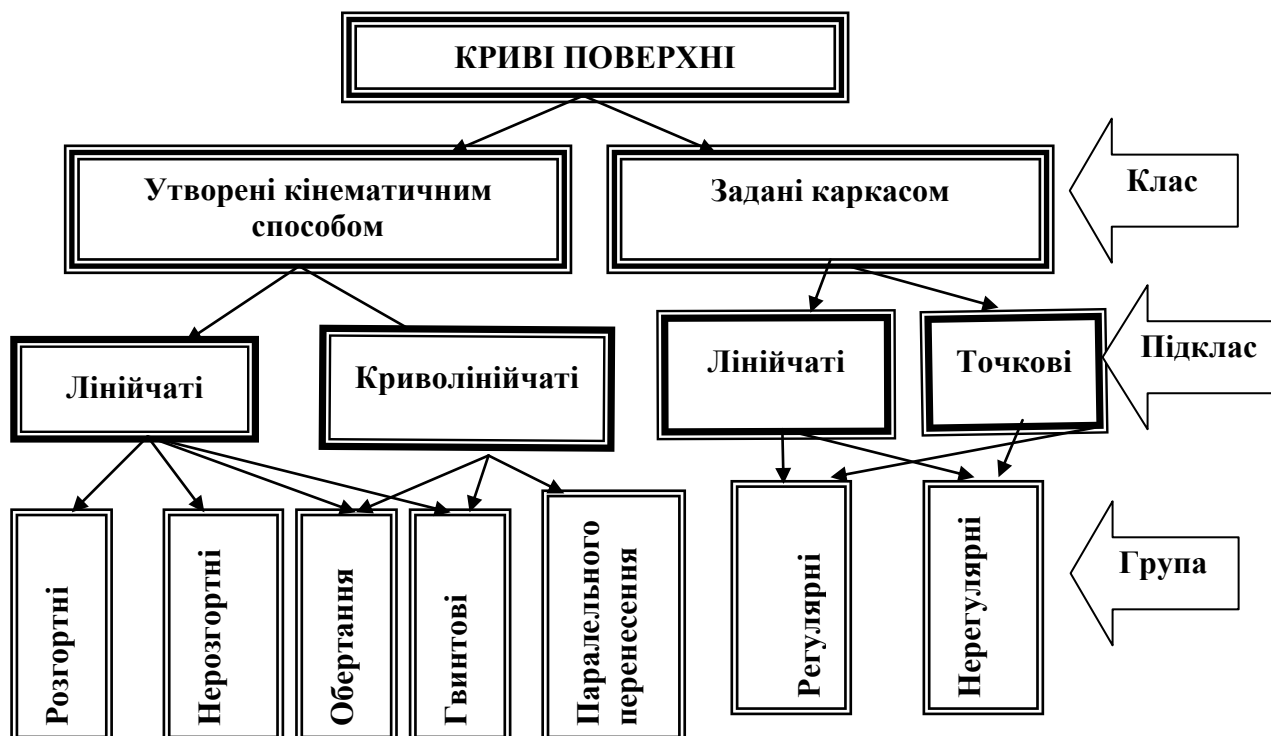 КРИВІ ПОВЕРХНІ
Утворені кінематичним
способом
Задані каркасом
Клас
Лінійчаті
Криволінійчаті
Лінійчаті
Точкові
Підклас
Розгортні
Нерозгортні
Обертання
Гвинтові
Паралельного
перенесення
Регулярні
Нерегулярні
Група